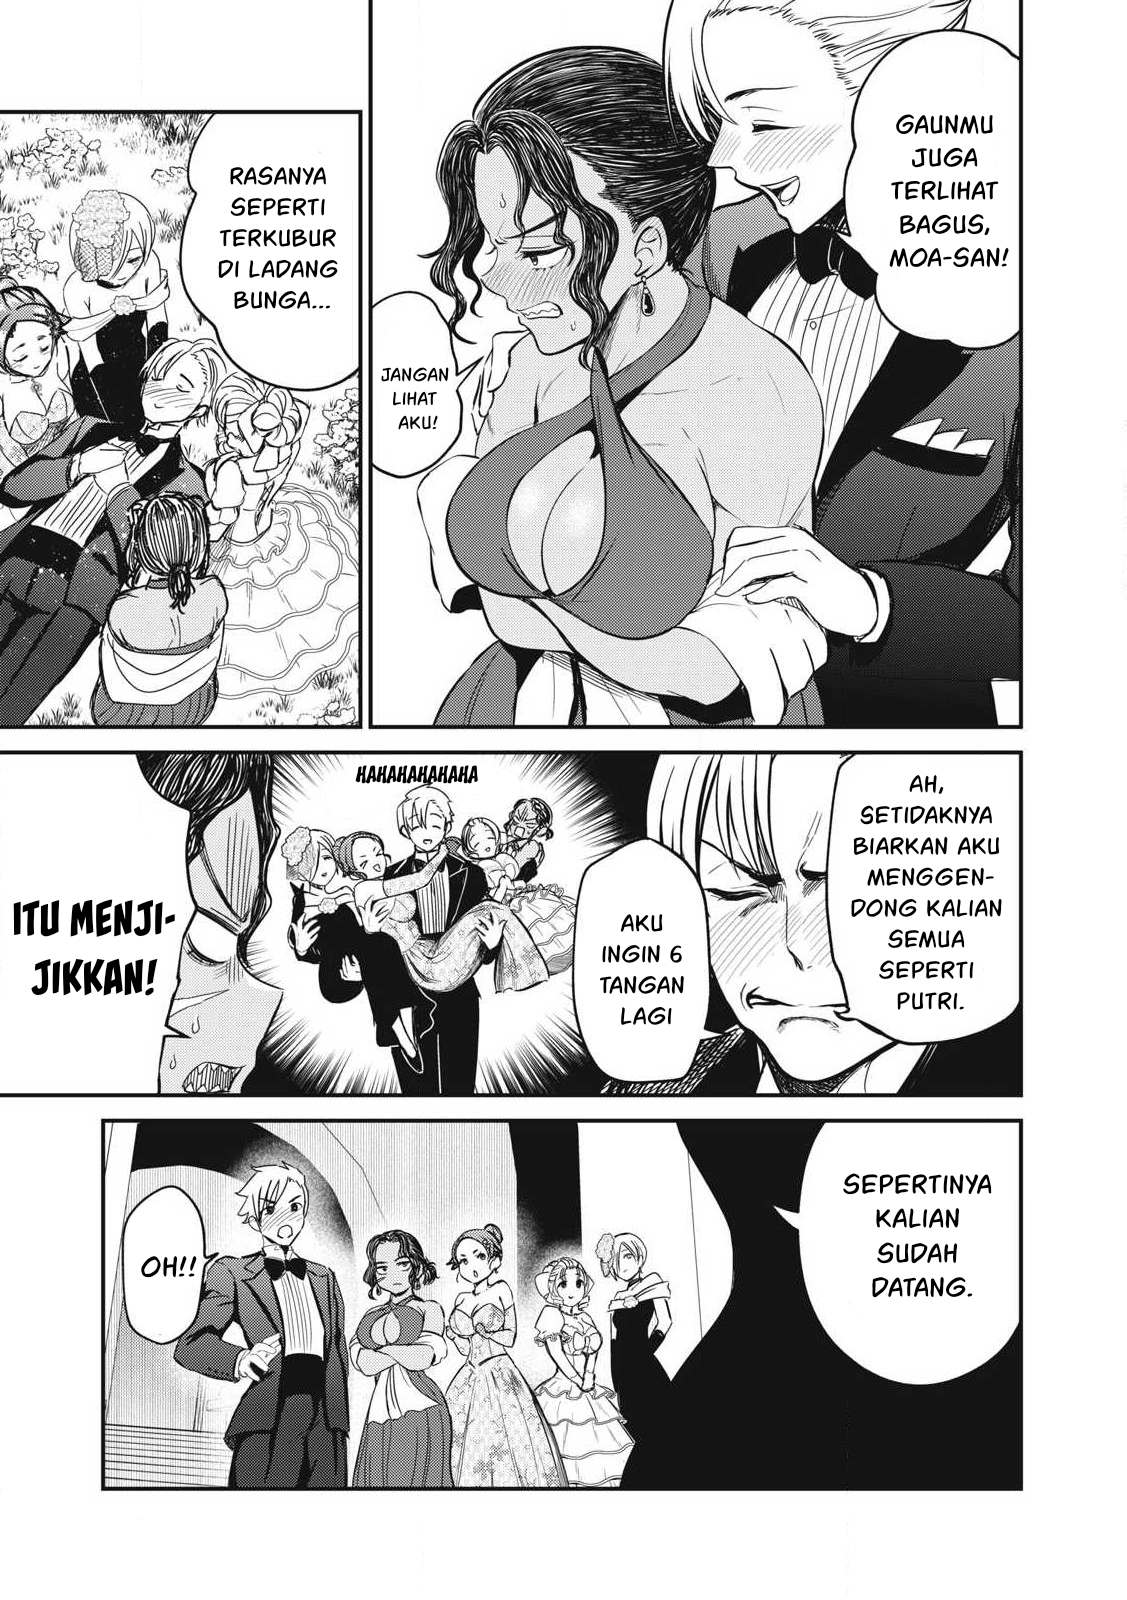 GAUNMU
JUGA
TERLIHAT
BAGUS,
MOA-SAN!
JANGAN
LIHAT
AKU!
RASANYA
SEPERTI
TERKUBUR
DI LADANG
BUNGA...
AH,
SETIDAKNYA
BIARKAN AKU
MENGGEN-
DONG KALIAN
SEMUA
SEPERTI
PUTRI.
AKU
INGIN 6
TANGAN
LAGI
HAHAHAHAHAHA
ITU MENJI-
JIKKAN!
SEPERTINYA
KALIAN
SUDAH
DATANG.
OH!!